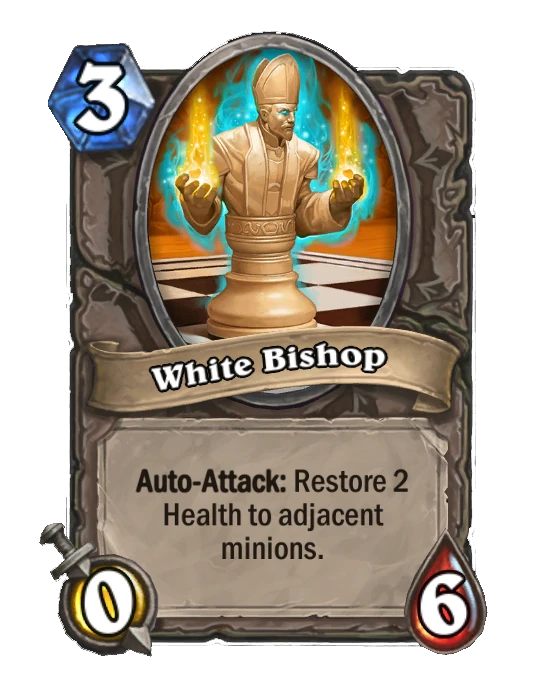 3
White Bishop
Auto-Attack: Restore 2
Health to adjacent
minions.
0
6